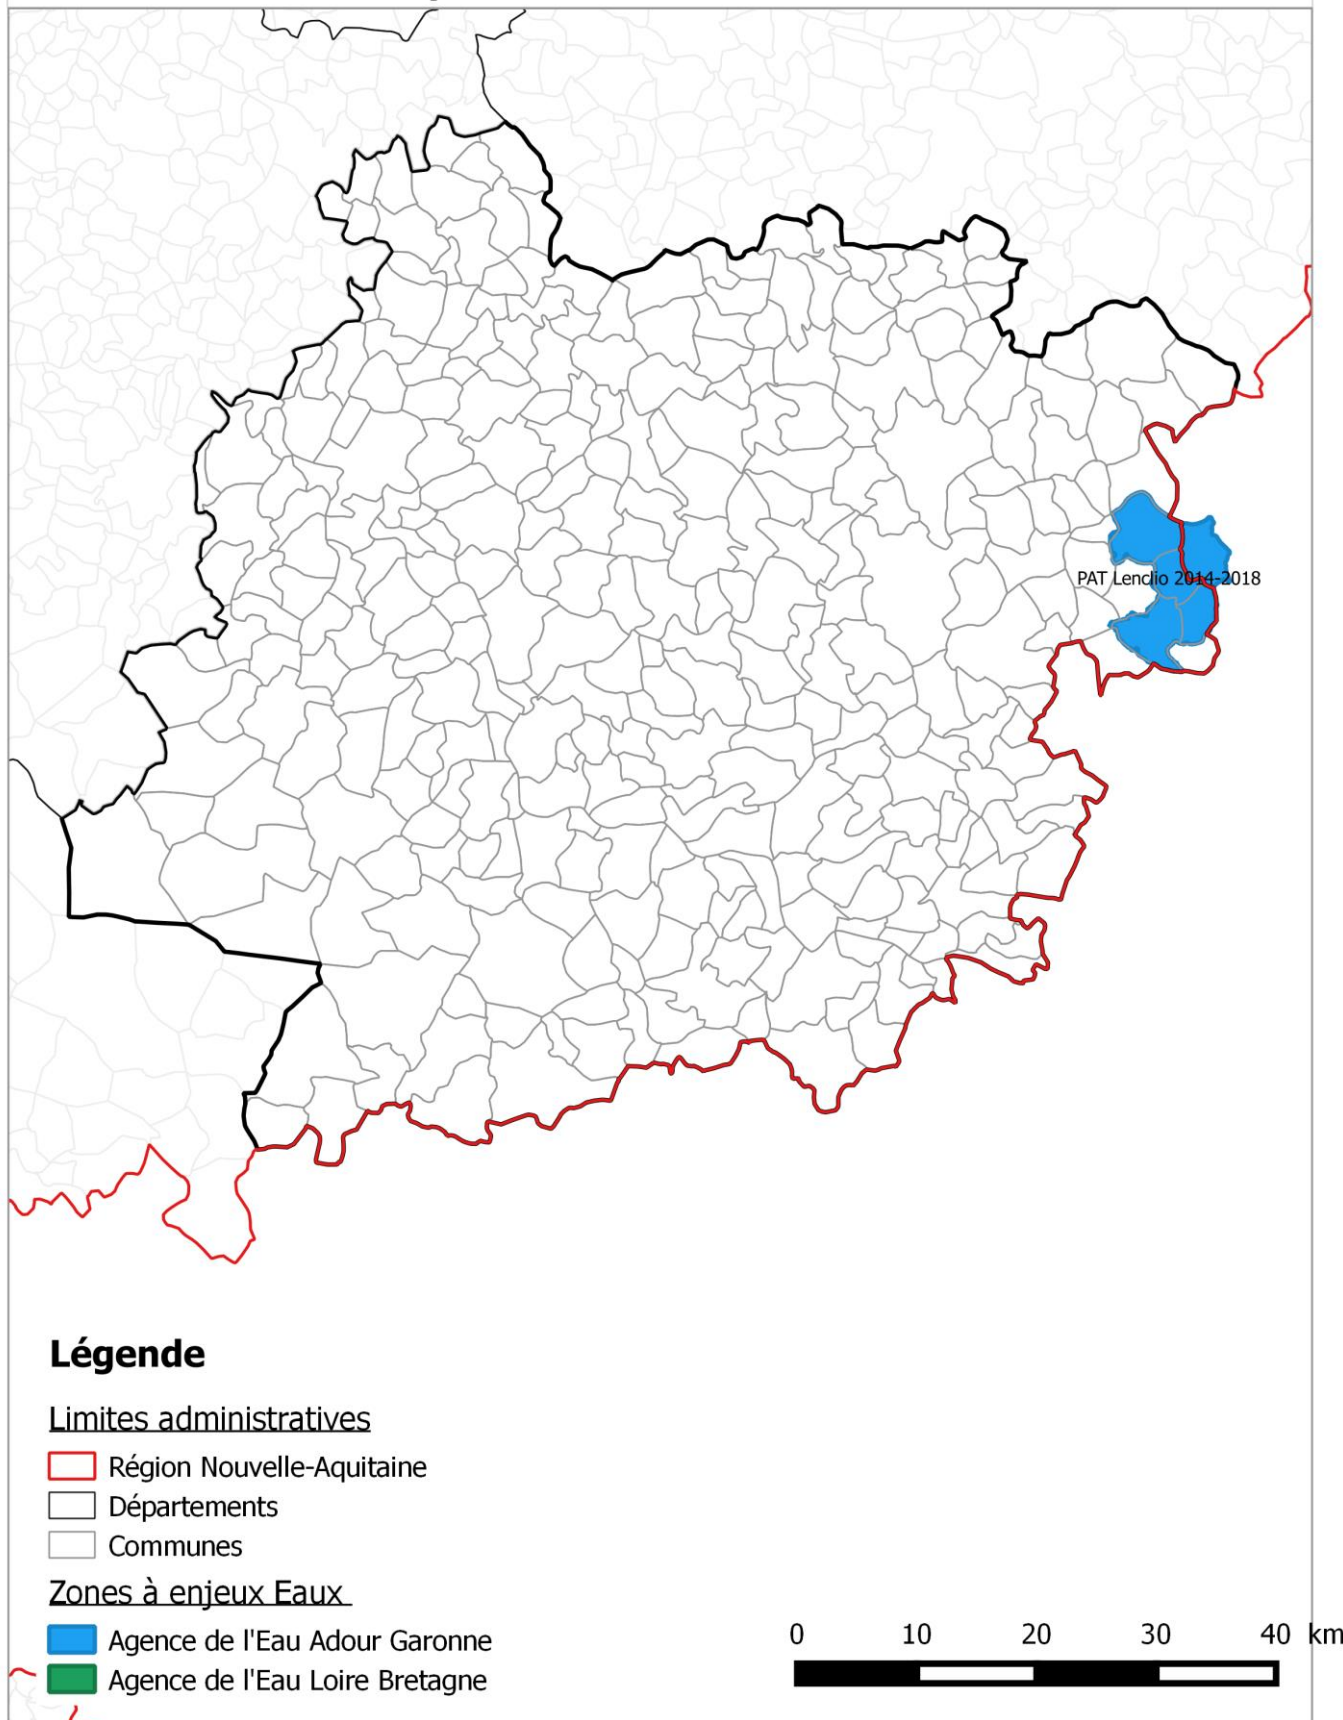 PAT Lenclio 2014-2018
Légende
Limites administratives
Région Nouvelle-Aquitaine
Départements
Communes
Zones à enjeux Eaux
Agence de l'Eau Adour Garonne
Agence de l'Eau Loire Bretagne
0 10 20 30 40 km